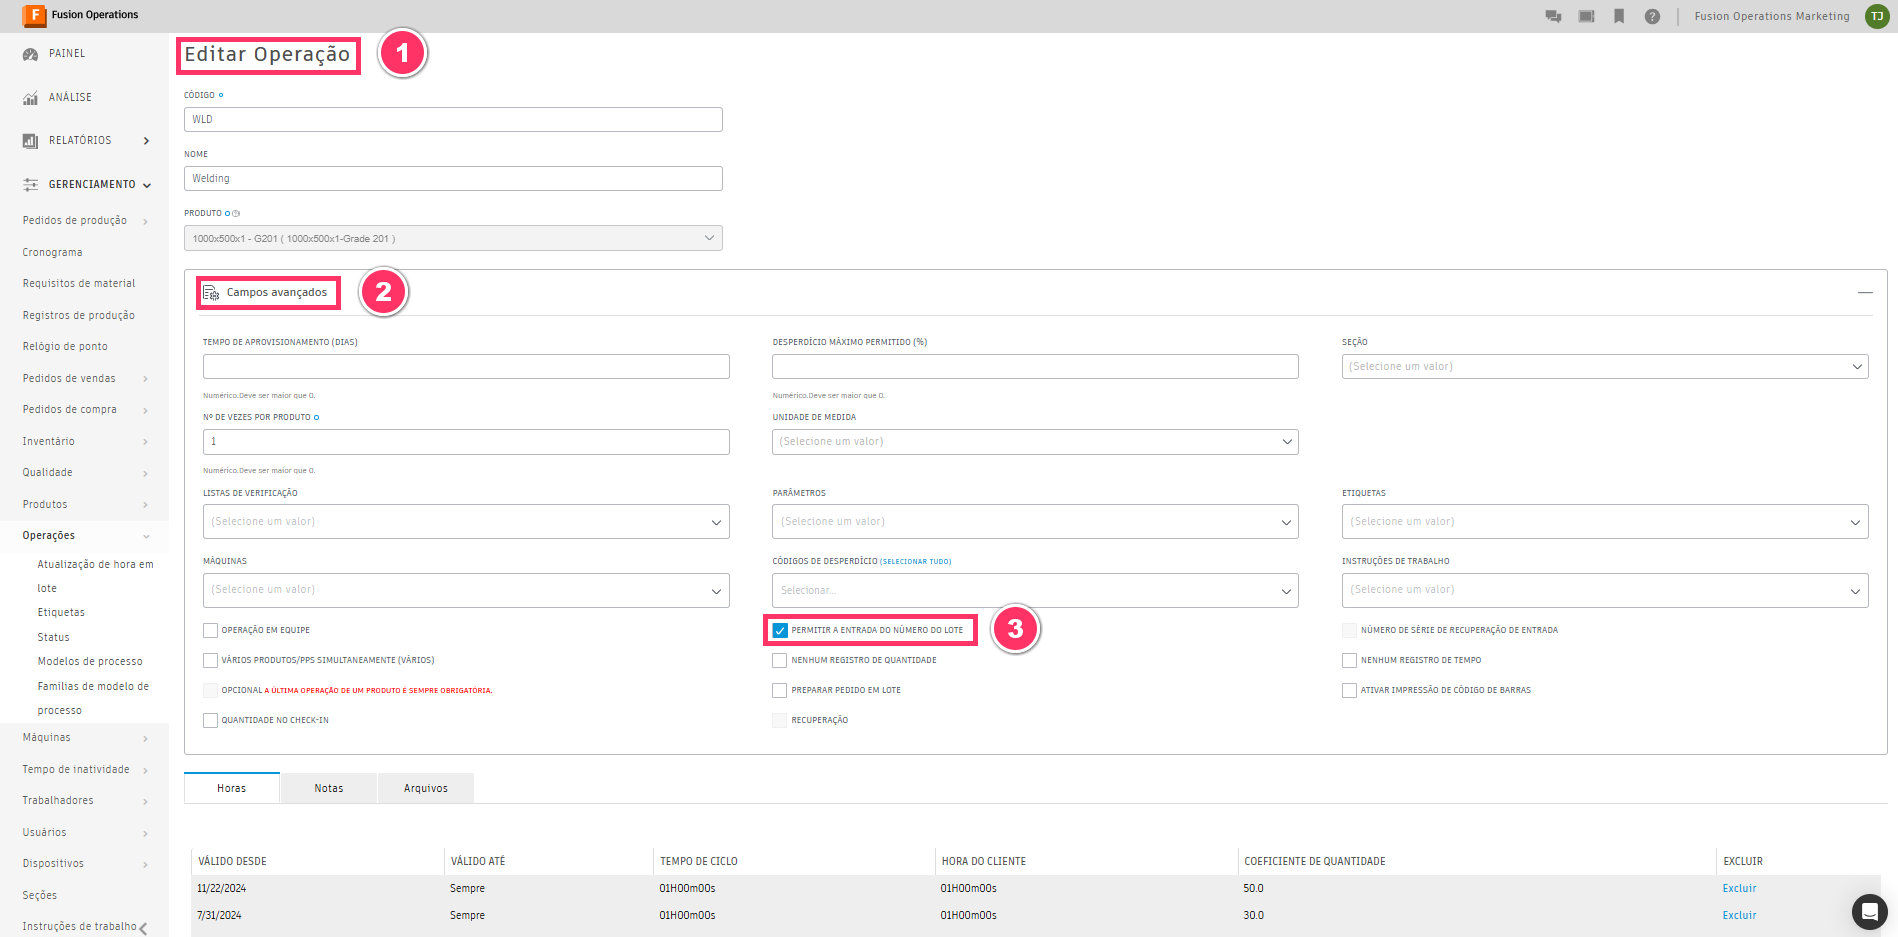 Fusion Operations
Fusion Operations Marketing
TJ
PAINEL
ANÁLISE
RELATÓRIOS
GERENCIAMENTO
Pedidos de produção
Cronograma
Requisitos de material
Registros de produção
Relógio de ponto
Pedidos de vendas
Pedidos de compra
Inventário
Qualidade
Produtos
Operações
Atualização de hora em
lote
Etiquetas
Status
Modelos de processo
Famílias de modelo de
processo
Máquinas
Tempo de inatividade
Trabalhadores
Usuários
Dispositivos
Seções
Instruções de trabalho
Editar Operação
1
CÓDIGO
WLD
NOME
Welding
PRODUTO
1000x500x1 - G201 ( 1000x500x1-Grade 201 )
Campos avançados
2
TEMPO DE APROVISIONAMENTO (DIAS)
DESPERDÍCIO MÁXIMO PERMITIDO (%)
SEÇÃO
(Selecione um valor)
Numérico.Deve ser maior que 0.
Numérico.Deve ser maior que 0.
Nº DE VEZES POR PRODUTO
UNIDADE DE MEDIDA
1
(Selecione um valor)
Numérico.Deve ser maior que 0.
LISTAS DE VERIFICAÇÃO
PARÂMETROS
ETIQUETAS
(Selecione um valor)
(Selecione um valor)
(Selecione um valor)
MÁQUINAS
CÓDIGOS DE DESPERDÍCIO (SELECIONAR TUDO)
INSTRUÇÕES DE TRABALHO
(Selecione um valor)
Selecionar...
(Selecione um valor)
OPERAÇÃO EM EQUIPE
PERMITIR A ENTRADA DO NÚMERO DO LOTE
3
NÚMERO DE SÉRIE DE RECUPERAÇÃO DE ENTRADA
VÁRIOS PRODUTOS/PPS SIMULTANEAMENTE (VÁRIOS)
NENHUM REGISTRO DE QUANTIDADE
NENHUM REGISTRO DE TEMPO
OPCIONAL A ÚLTIMA OPERAÇÃO DE UM PRODUTO É SEMPRE OBRIGATÓRIA.
PREPARAR PEDIDO EM LOTE
ATIVAR IMPRESSÃO DE CÓDIGO DE BARRAS
QUANTIDADE NO CHECK-IN
RECUPERAÇÃO
Horas
Notas
Arquivos
VÁLIDO DESDE
VÁLIDO ATÉ
TEMPO DE CICLO
HORA DO CLIENTE
COEFICIENTE DE QUANTIDADE
EXCLUIR
11/22/2024
Sempre
01H00m00s
01H00m00s
50.0
Excluir
7/31/2024
Sempre
01H00m00s
01H00m00s
30.0
Excluir